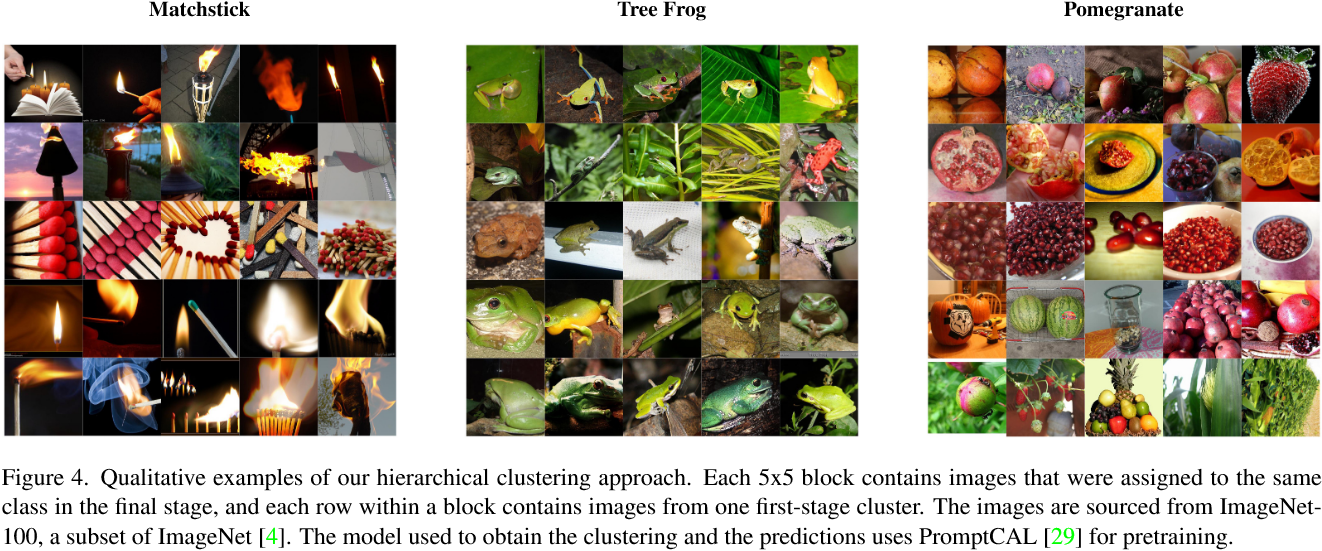 Matchstick Tree Frog Pomegranate
Figure 4. Qualitative examples of our hierarchical clustering approach. Each 5x5 block contains images that were assigned to the same
class in the final stage, and each row within a block contains images from one first-stage cluster. The images are sourced from ImageNet-
100, a subset of ImageNet [4]. The model used to obtain the clustering and the predictions uses PromptCAL [29] for pretraining.